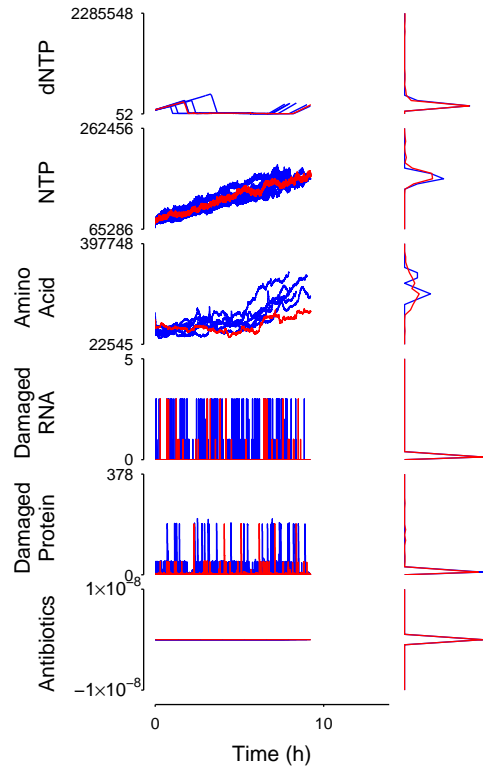 2285548
dNTP
52
262456
NTP
65286
397748
Amino
Acid
22545
5
Damaged
RNA
0
378
Damaged
Protein
0
1×10⁻⁸
Antibiotics
−1×10⁻⁸
0 10
Time (h)